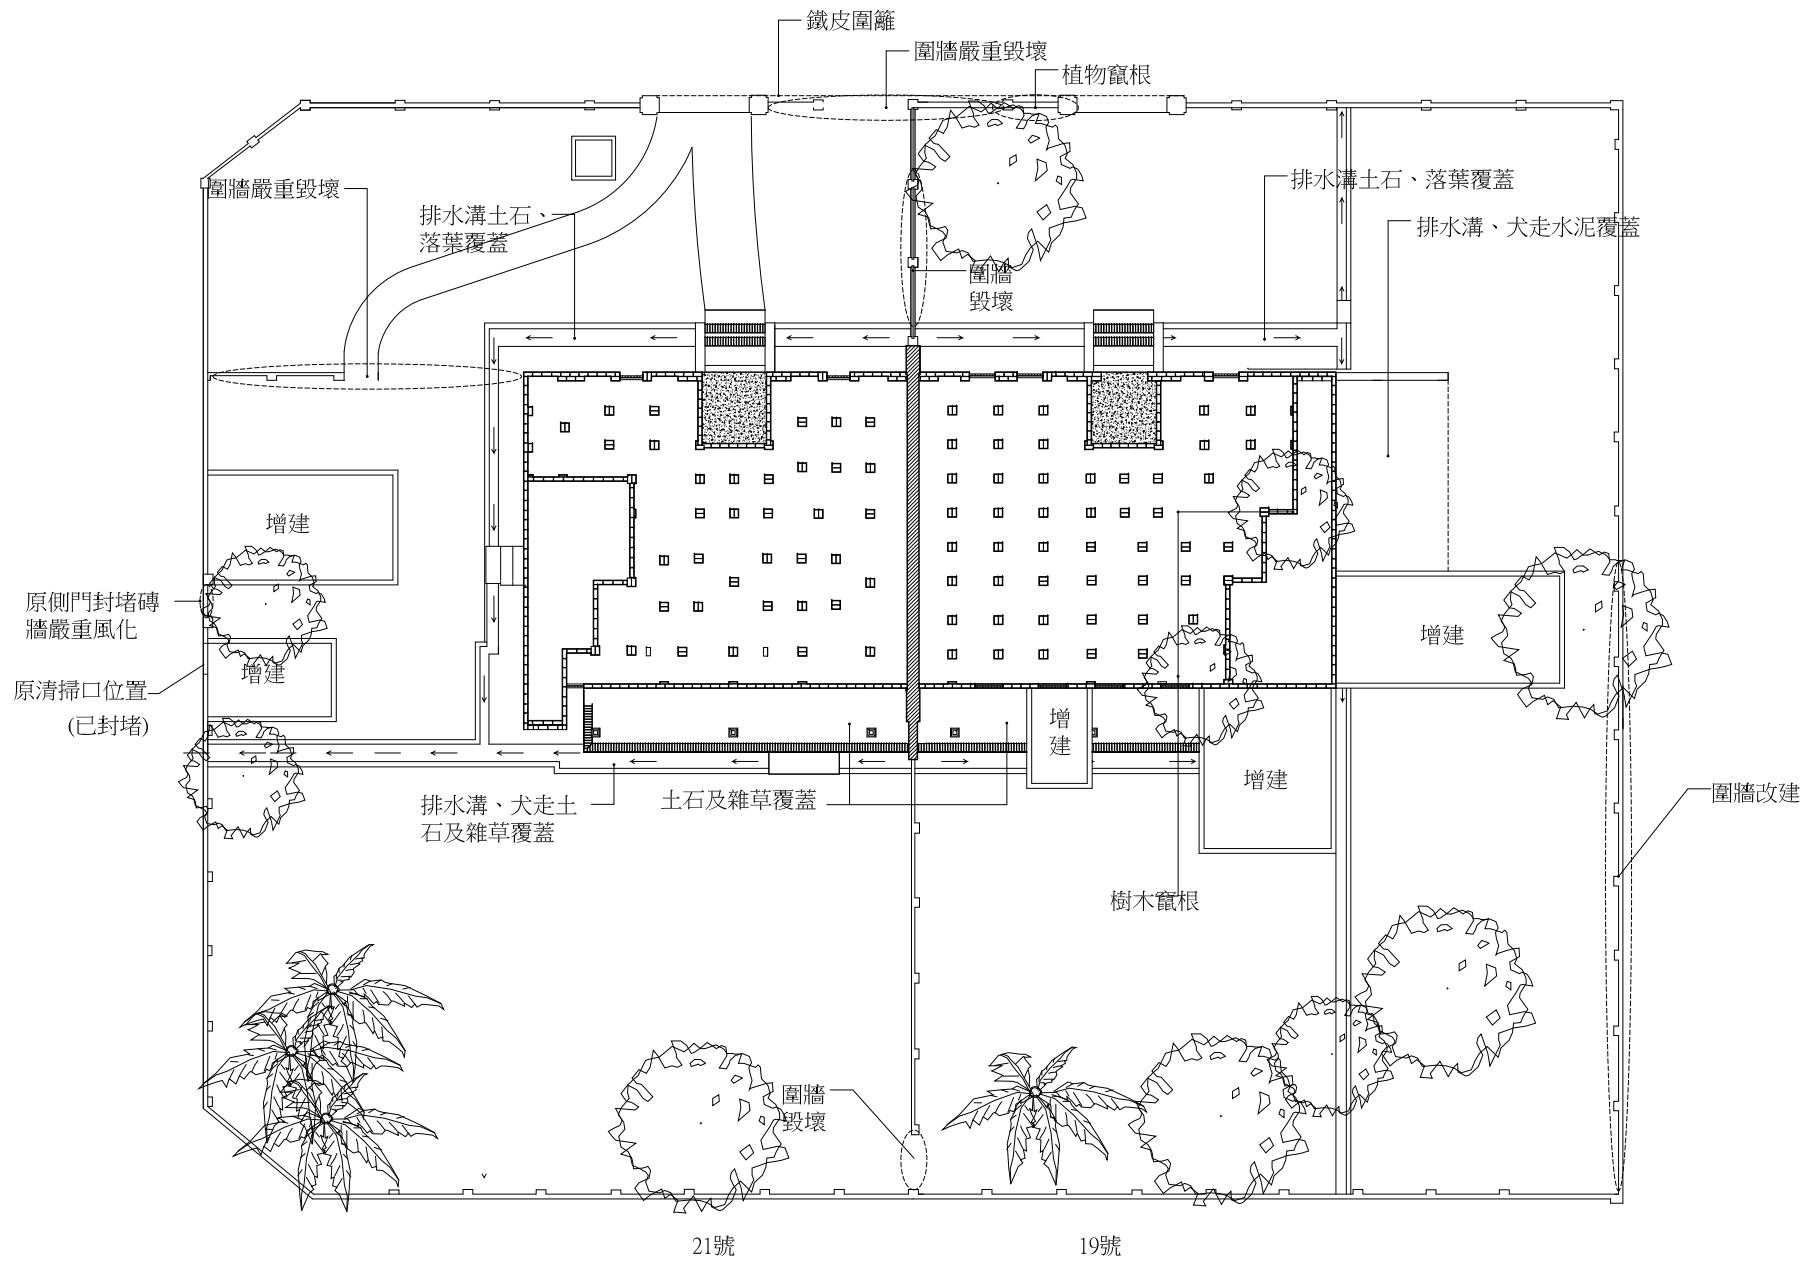 鐵皮圍籬
圍牆嚴重毀壞
植物竄根
圍牆嚴重毀壞
排水溝土石、
落葉覆蓋
排水溝土石、落葉覆蓋
排水溝、犬走水泥覆蓋
圍牆
毀壞
增建
原側門封堵磚
牆嚴重風化
增建
增建
原清掃口位置
(已封堵)
增
建
增建
排水溝、犬走土
石及雜草覆蓋
土石及雜草覆蓋
圍牆改建
樹木竄根
圍牆
毀壞
21號
19號